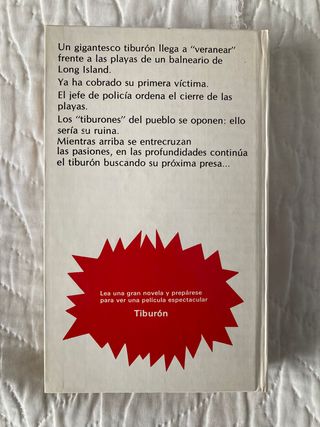 Un gigantesco tiburón llega a “veranear”
frente a las playas de un balneario de
Long Island.
Ya ha cobrado su primera víctima.
El jefe de policía ordena el cierre de las
playas.
Los “tiburones” del pueblo se oponen: ello
sería su ruina.
Mientras arriba se entrecruzan
las pasiones, en las profundidades continúa
el tiburón buscando su próxima presa...
Lea una gran novela y prepárese
para ver una película espectacular
Tiburón